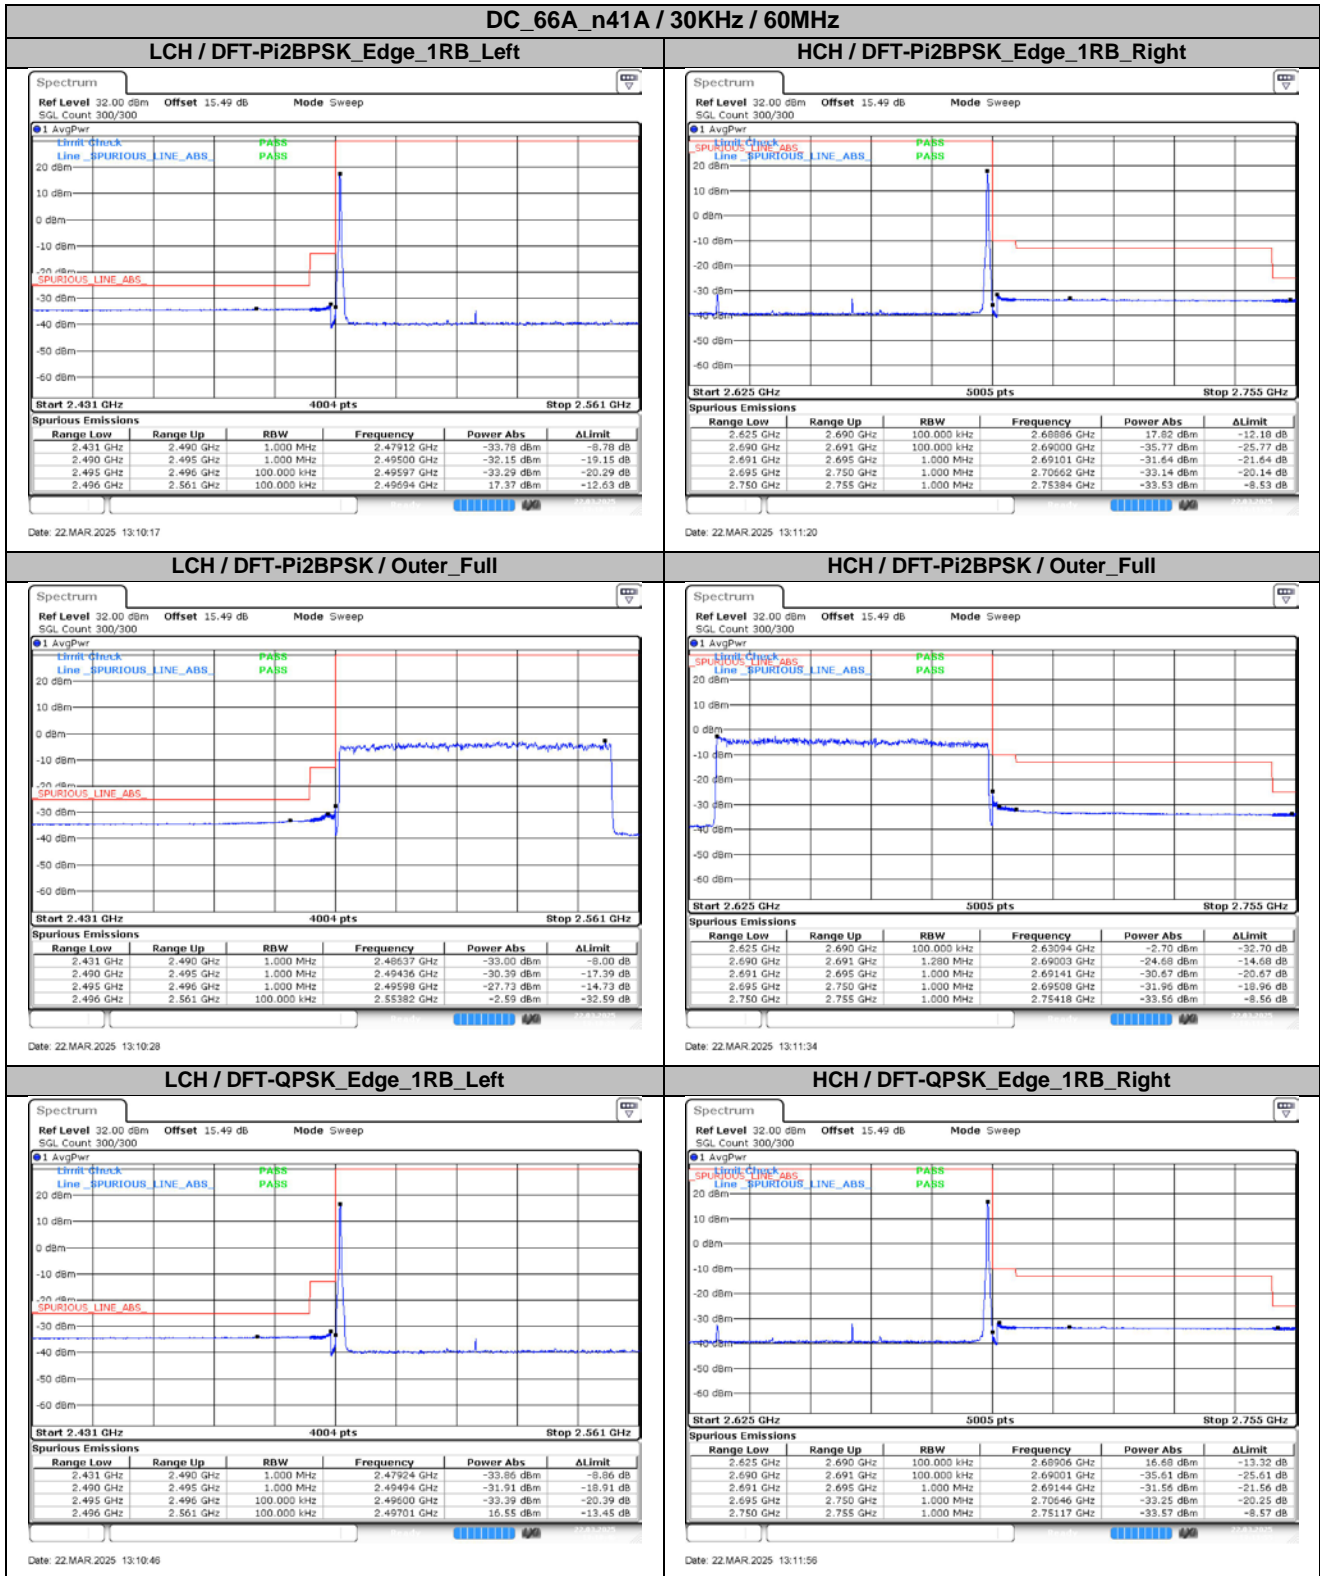 DC_66A_n41A / 30KHz / 60MHz
LCH / DFT-Pi2BPSK_Edge_1RB_Left
HCH / DFT-Pi2BPSK_Edge_1RB_Right
Spectrum
Ref Level 32.00 dBm Offset 15.49 dB Mode Sweep
SGL Count 300/300
1 AvgPwr
Limit Check PASS
Line _SPURIOUS_LINE_ABS_ PASS
20 dBm
10 dBm
0 dBm
-10 dBm
-20 dBm
_SPURIOUS_LINE_ABS_
-30 dBm
-40 dBm
-50 dBm
-60 dBm
Start 2.431 GHz 4004 pts Stop 2.561 GHz
Spurious Emissions
Range Low Range Up RBW Frequency Power Abs ΔLimit
2.431 GHz 2.490 GHz 1.000 MHz 2.47912 GHz -33.78 dBm -8.78 dB
2.490 GHz 2.495 GHz 1.000 MHz 2.49500 GHz -32.15 dBm -19.15 dB
2.495 GHz 2.496 GHz 100.000 kHz 2.49597 GHz -33.29 dBm -20.29 dB
2.496 GHz 2.561 GHz 100.000 kHz 2.49694 GHz 17.37 dBm -12.63 dB
Date: 22.MAR.2025 13:10:17
Spectrum
Ref Level 32.00 dBm Offset 15.49 dB Mode Sweep
SGL Count 300/300
1 AvgPwr
Limit Check PASS
_SPURIOUS_LINE_ABS_
Line _SPURIOUS_LINE_ABS_ PASS
20 dBm
10 dBm
0 dBm
-10 dBm
-20 dBm
-30 dBm
-40 dBm
-50 dBm
-60 dBm
Start 2.625 GHz 5005 pts Stop 2.755 GHz
Spurious Emissions
Range Low Range Up RBW Frequency Power Abs ΔLimit
2.625 GHz 2.690 GHz 100.000 kHz 2.68886 GHz 17.82 dBm -12.18 dB
2.690 GHz 2.691 GHz 100.000 kHz 2.69000 GHz -35.77 dBm -25.77 dB
2.691 GHz 2.695 GHz 1.000 MHz 2.69101 GHz -31.64 dBm -21.64 dB
2.695 GHz 2.750 GHz 1.000 MHz 2.70662 GHz -33.14 dBm -20.14 dB
2.750 GHz 2.755 GHz 1.000 MHz 2.75384 GHz -33.53 dBm -8.53 dB
Date: 22.MAR.2025 13:11:20
LCH / DFT-Pi2BPSK / Outer_Full
HCH / DFT-Pi2BPSK / Outer_Full
Spectrum
Ref Level 32.00 dBm Offset 15.49 dB Mode Sweep
SGL Count 300/300
1 AvgPwr
Limit Check PASS
Line _SPURIOUS_LINE_ABS_ PASS
20 dBm
10 dBm
0 dBm
-10 dBm
-20 dBm
_SPURIOUS_LINE_ABS_
-30 dBm
-40 dBm
-50 dBm
-60 dBm
Start 2.431 GHz 4004 pts Stop 2.561 GHz
Spurious Emissions
Range Low Range Up RBW Frequency Power Abs ΔLimit
2.431 GHz 2.490 GHz 1.000 MHz 2.48637 GHz -33.00 dBm -8.00 dB
2.490 GHz 2.495 GHz 1.000 MHz 2.49436 GHz -30.39 dBm -17.39 dB
2.495 GHz 2.496 GHz 1.000 MHz 2.49598 GHz -27.73 dBm -14.73 dB
2.496 GHz 2.561 GHz 100.000 kHz 2.55382 GHz -2.59 dBm -32.59 dB
Date: 22.MAR.2025 13:10:28
Spectrum
Ref Level 32.00 dBm Offset 15.49 dB Mode Sweep
SGL Count 300/300
1 AvgPwr
Limit Check PASS
_SPURIOUS_LINE_ABS_
Line _SPURIOUS_LINE_ABS_ PASS
20 dBm
10 dBm
0 dBm
-10 dBm
-20 dBm
-30 dBm
-40 dBm
-50 dBm
-60 dBm
Start 2.625 GHz 5005 pts Stop 2.755 GHz
Spurious Emissions
Range Low Range Up RBW Frequency Power Abs ΔLimit
2.625 GHz 2.690 GHz 100.000 kHz 2.63094 GHz -2.70 dBm -32.70 dB
2.690 GHz 2.691 GHz 1.280 MHz 2.69003 GHz -24.68 dBm -14.68 dB
2.691 GHz 2.695 GHz 1.000 MHz 2.69141 GHz -30.67 dBm -20.67 dB
2.695 GHz 2.750 GHz 1.000 MHz 2.69508 GHz -31.96 dBm -18.96 dB
2.750 GHz 2.755 GHz 1.000 MHz 2.75418 GHz -33.56 dBm -8.56 dB
Date: 22.MAR.2025 13:11:34
LCH / DFT-QPSK_Edge_1RB_Left
HCH / DFT-QPSK_Edge_1RB_Right
Spectrum
Ref Level 32.00 dBm Offset 15.49 dB Mode Sweep
SGL Count 300/300
1 AvgPwr
Limit Check PASS
Line _SPURIOUS_LINE_ABS_ PASS
20 dBm
10 dBm
0 dBm
-10 dBm
-20 dBm
_SPURIOUS_LINE_ABS_
-30 dBm
-40 dBm
-50 dBm
-60 dBm
Start 2.431 GHz 4004 pts Stop 2.561 GHz
Spurious Emissions
Range Low Range Up RBW Frequency Power Abs ΔLimit
2.431 GHz 2.490 GHz 1.000 MHz 2.47924 GHz -33.86 dBm -8.86 dB
2.490 GHz 2.495 GHz 1.000 MHz 2.49494 GHz -31.91 dBm -18.91 dB
2.495 GHz 2.496 GHz 100.000 kHz 2.49600 GHz -33.39 dBm -20.39 dB
2.496 GHz 2.561 GHz 100.000 kHz 2.49701 GHz 16.55 dBm -13.45 dB
Date: 22.MAR.2025 13:10:46
Spectrum
Ref Level 32.00 dBm Offset 15.49 dB Mode Sweep
SGL Count 300/300
1 AvgPwr
Limit Check PASS
_SPURIOUS_LINE_ABS_
Line _SPURIOUS_LINE_ABS_ PASS
20 dBm
10 dBm
0 dBm
-10 dBm
-20 dBm
-30 dBm
-40 dBm
-50 dBm
-60 dBm
Start 2.625 GHz 5005 pts Stop 2.755 GHz
Spurious Emissions
Range Low Range Up RBW Frequency Power Abs ΔLimit
2.625 GHz 2.690 GHz 100.000 kHz 2.68906 GHz 16.68 dBm -13.32 dB
2.690 GHz 2.691 GHz 100.000 kHz 2.69001 GHz -35.61 dBm -25.61 dB
2.691 GHz 2.695 GHz 1.000 MHz 2.69144 GHz -31.56 dBm -21.56 dB
2.695 GHz 2.750 GHz 1.000 MHz 2.70646 GHz -33.25 dBm -20.25 dB
2.750 GHz 2.755 GHz 1.000 MHz 2.75117 GHz -33.57 dBm -8.57 dB
Date: 22.MAR.2025 13:11:56